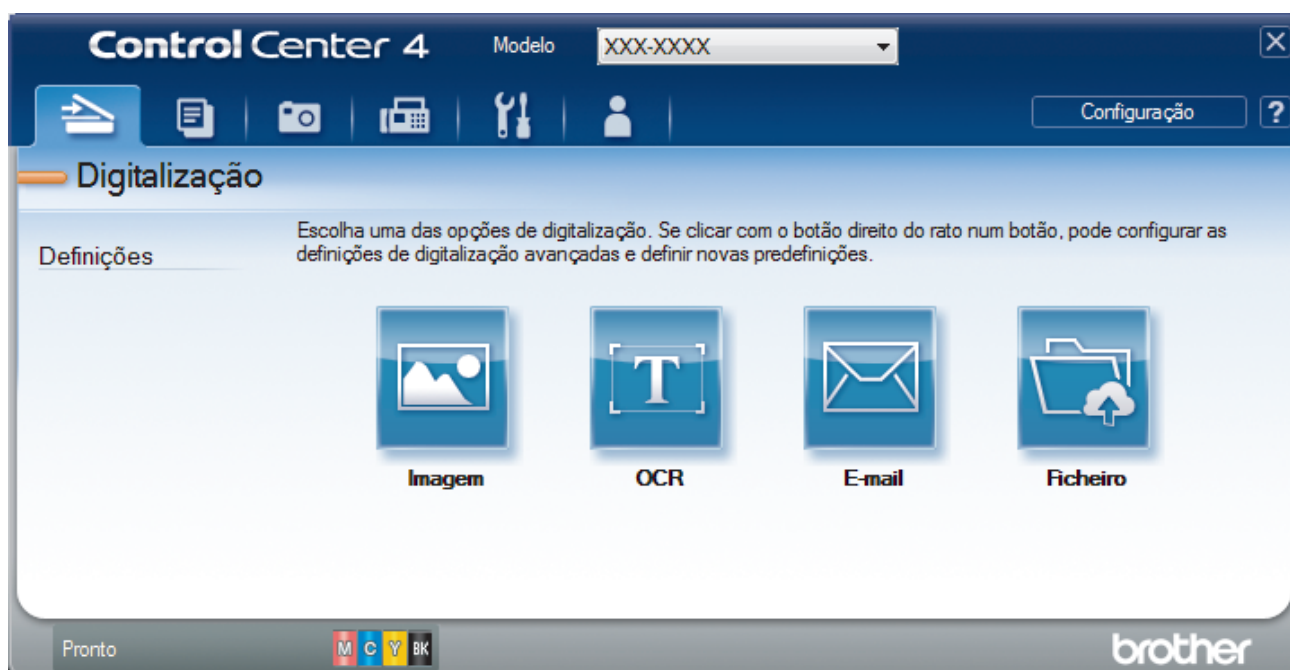 Control Center 4
Modelo
XXX-XXXX
Configuração
?
Digitalização
Definições
Escolha uma das opções de digitalização. Se clicar com o botão direito do rato num botão, pode configurar as
definições de digitalização avançadas e definir novas predefinições.
T
Imagem
OCR
E-mail
Ficheiro
Pronto
M C Y BK
brother